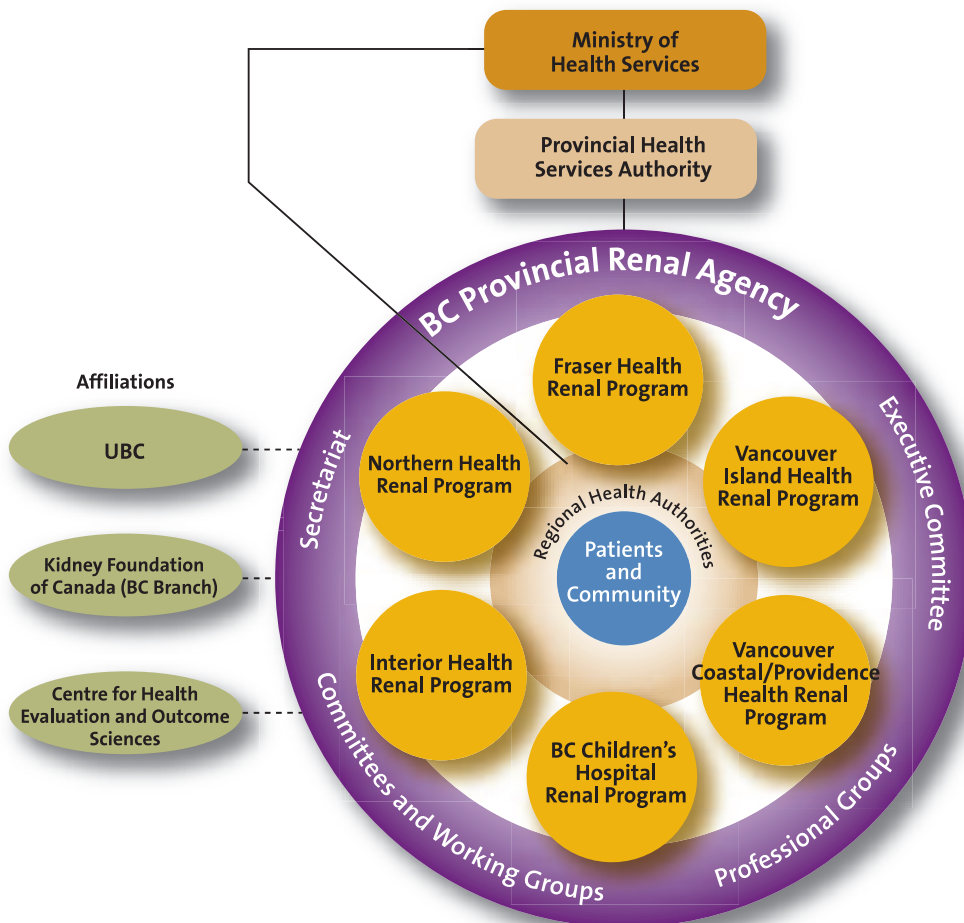 Ministry of
Health Services
Provincial Health
Services Authority
BC Provincial Renal Agency
Affiliations
UBC
Kidney Foundation
of Canada (BC Branch)
Centre for Health
Evaluation and Outcome
Sciences
Secretariat
Executive Committee
Committees and Working Groups
Professional Groups
Fraser Health
Renal Program
Northern Health
Renal Program
Vancouver
Island Health
Renal Program
Regional Health Authorities
Patients
and
Community
Interior Health
Renal Program
Vancouver
Coastal/Providence
Health Renal
Program
BC Children's
Hospital
Renal Program